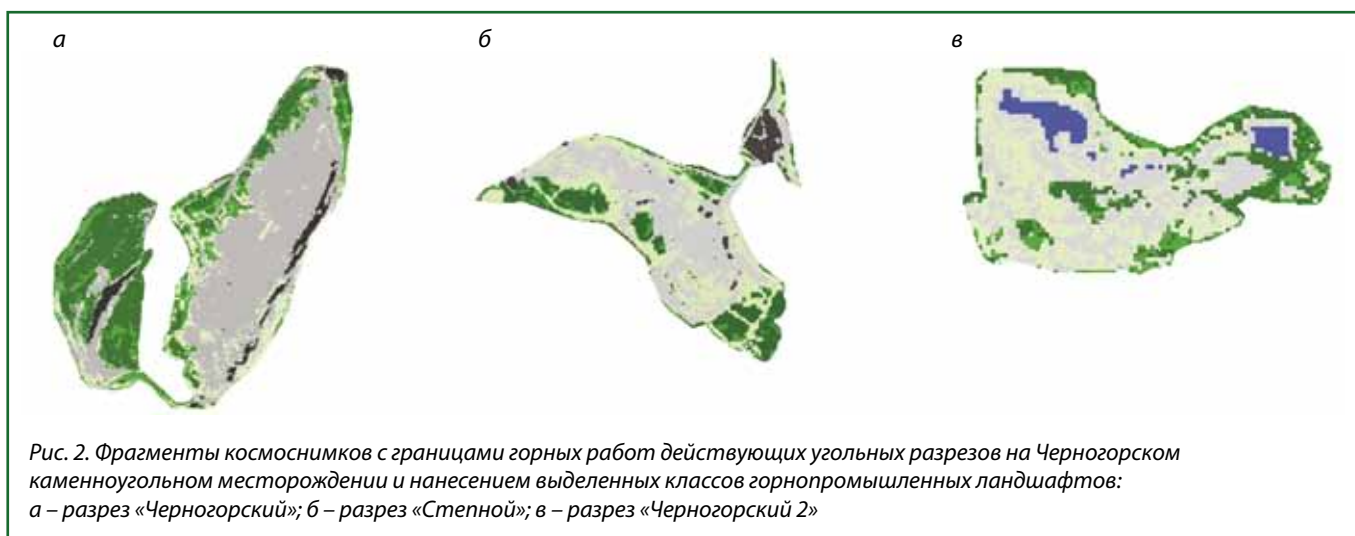 а б в
Рис. 2. Фрагменты космоснимков с границами горных работ действующих угольных разрезов на Черногорском
каменноугольном месторождении и нанесением выделенных классов горнопромышленных ландшафтов:
а – разрез «Черногорский»; б – разрез «Степной»; в – разрез «Черногорский 2»